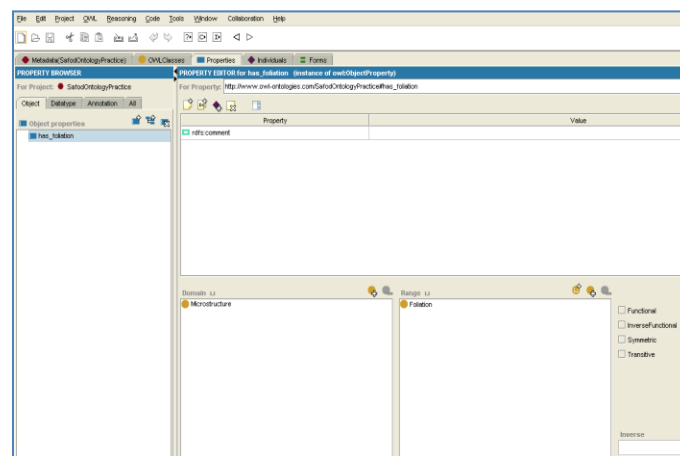 File Edit Project OWL Reasoning Code Tools Window Collaboration Help
Metadata(SafodOntologyPractice) OWLClasses Properties Individuals Forms
PROPERTY BROWSER
For Project: SafodOntologyPractice
Object Datatype Annotation All
Object properties
has_foliation
PROPERTY EDITOR for has_foliation (instance of owl:ObjectProperty)
For Property: http://www.owl-ontologies.com/SafodOntologyPractice#has_foliation
Property Value
rdfs:comment
Domain
Microstructure
Range
Foliation
Functional
InverseFunctional
Symmetric
Transitive
Inverse